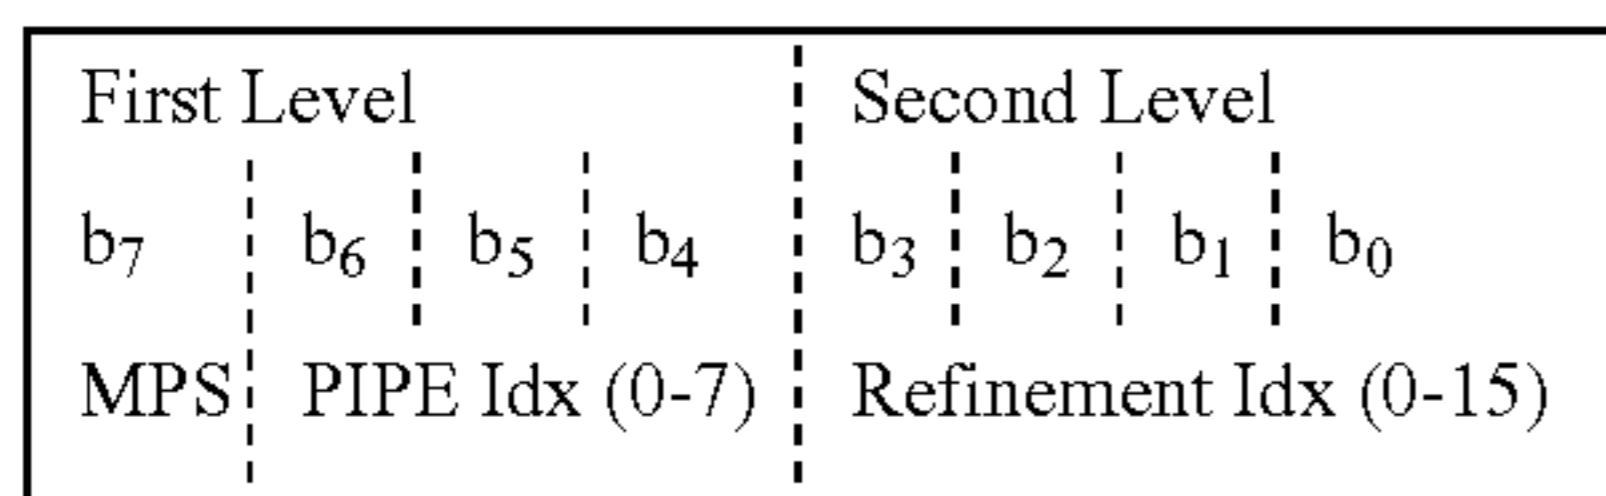 First Level Second Level
b7 b6 b5 b4 b3 b2 b1 b0
MPS PIPE Idx (0-7) Refinement Idx (0-15)